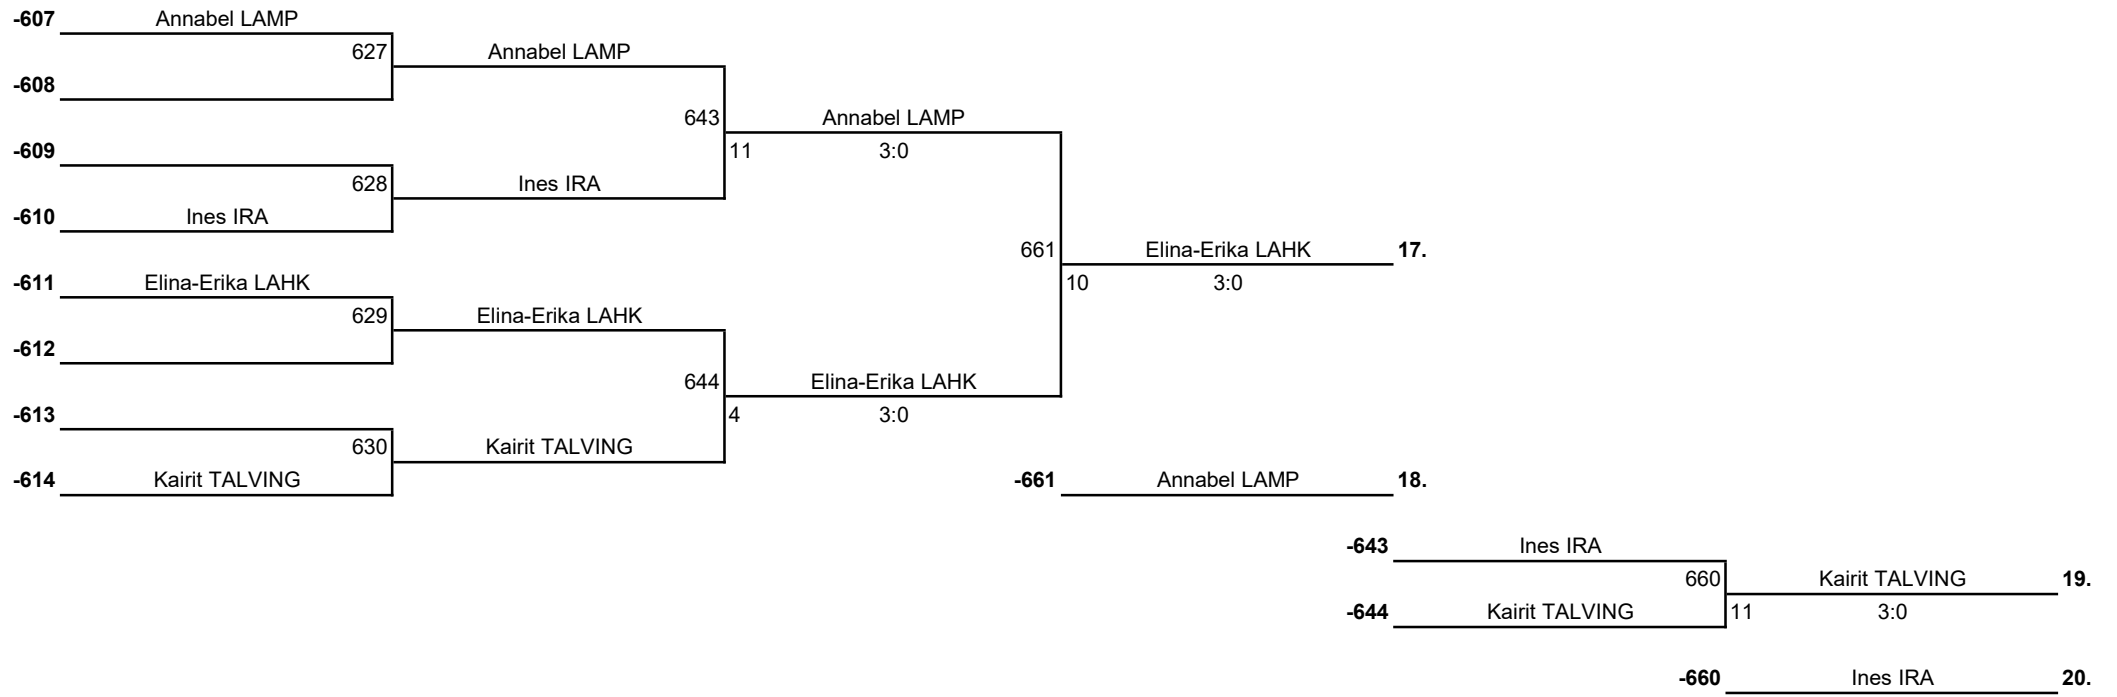 -607 Annabel LAMP
627 Annabel LAMP
-608
643 Annabel LAMP
-609 11 3:0
628 Ines IRA
-610 Ines IRA
661 Elina-Erika LAHK 17.
-611 Elina-Erika LAHK 10 3:0
629 Elina-Erika LAHK
-612
644 Elina-Erika LAHK
-613 4 3:0
630 Kairit TALVING
-614 Kairit TALVING -661 Annabel LAMP 18.
-643 Ines IRA
660 Kairit TALVING 19.
-644 Kairit TALVING 11 3:0
-660 Ines IRA 20.